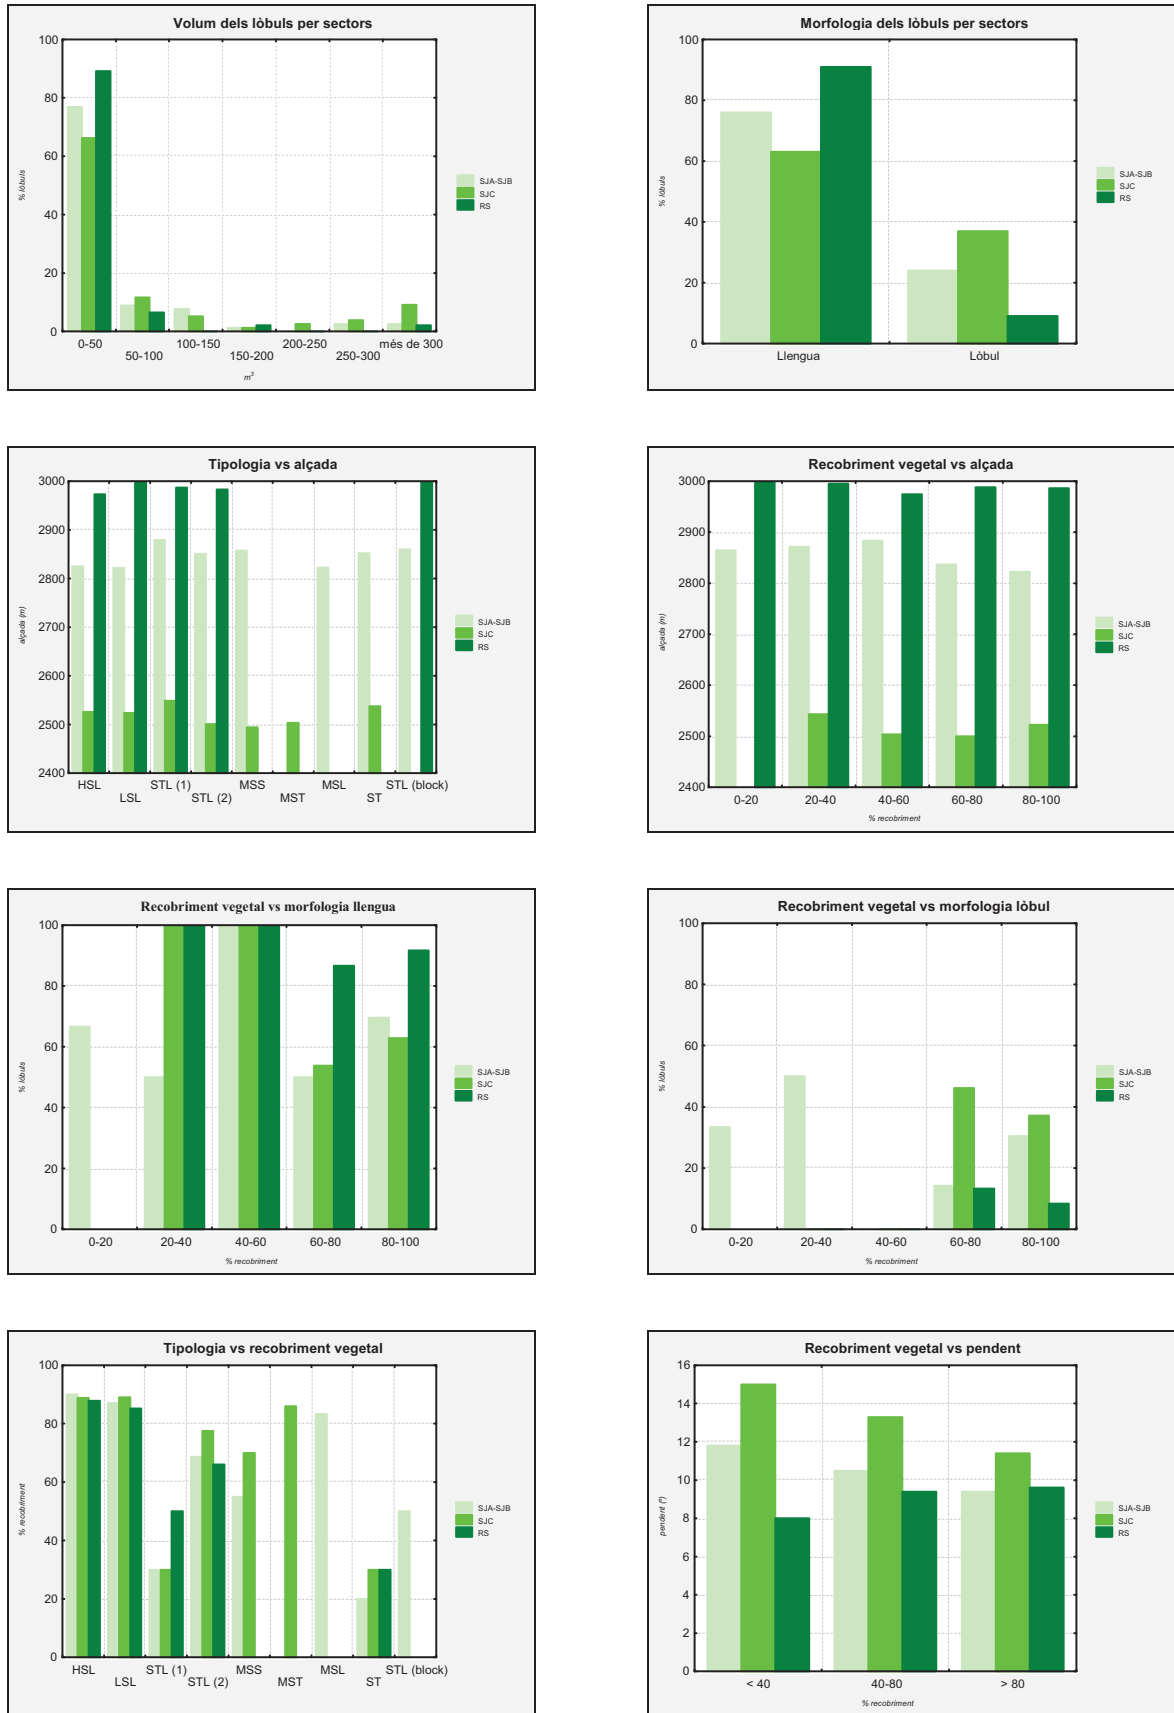 Volum dels lòbuls per sectors
100
80
60
40
20
0
% lòbuls
0-50
50-100
100-150
150-200
200-250
250-300
més de 300
m³
SJA-SJB
SJC
RS
Morfologia dels lòbuls per sectors
100
80
60
40
20
0
% lòbuls
Llengua
Lòbul
SJA-SJB
SJC
RS
Tipologia vs alçada
3000
2900
2800
2700
2600
2500
2400
alçada (m)
HSL
LSL
STL (1)
STL (2)
MSS
MST
MSL
ST
STL (block)
SJA-SJB
SJC
RS
Recobriment vegetal vs alçada
3000
2900
2800
2700
2600
2500
2400
alçada (m)
0-20
20-40
40-60
60-80
80-100
% recobriment
SJA-SJB
SJC
RS
Recobriment vegetal vs morfologia llengua
100
80
60
40
20
0
% lòbuls
0-20
20-40
40-60
60-80
80-100
% recobriment
SJA-SJB
SJC
RS
Recobriment vegetal vs morfologia lòbul
100
80
60
40
20
0
% lòbuls
0-20
20-40
40-60
60-80
80-100
% recobriment
SJA-SJB
SJC
RS
Tipologia vs recobriment vegetal
100
80
60
40
20
0
% recobriment
HSL
LSL
STL (1)
STL (2)
MSS
MST
MSL
ST
STL (block)
SJA-SJB
SJC
RS
Recobriment vegetal vs pendent
16
14
12
10
8
6
4
2
0
pendent (º)
< 40
40-80
> 80
% recobriment
SJA-SJB
SJC
RS